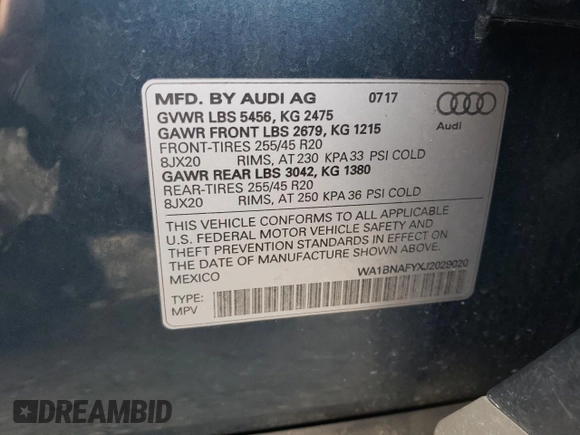 MFD. BY AUDI AG 0717
GVWR LBS 5456, KG 2475
GAWR FRONT LBS 2679, KG 1215
FRONT-TIRES 255/45 R20
8JX20 RIMS, AT 230 KPA 33 PSI COLD
GAWR REAR LBS 3042, KG 1380
REAR-TIRES 255/45 R20
8JX20 RIMS, AT 250 KPA 36 PSI COLD
Audi
THIS VEHICLE CONFORMS TO ALL APPLICABLE
U.S. FEDERAL MOTOR VEHICLE SAFETY AND
THEFT PREVENTION STANDARDS IN EFFECT ON
THE DATE OF MANUFACTURE SHOWN ABOVE.
MEXICO
WA1BNAFYXJ2029020
TYPE:
MPV
DREAMBID